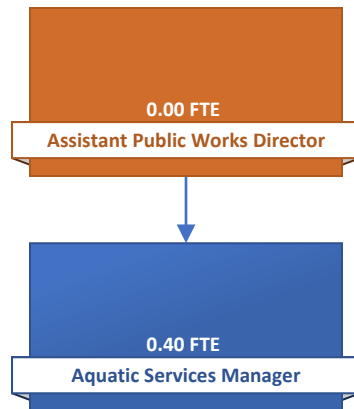 0.00 FTE
Assistant Public Works Director
0.40 FTE
Aquatic Services Manager